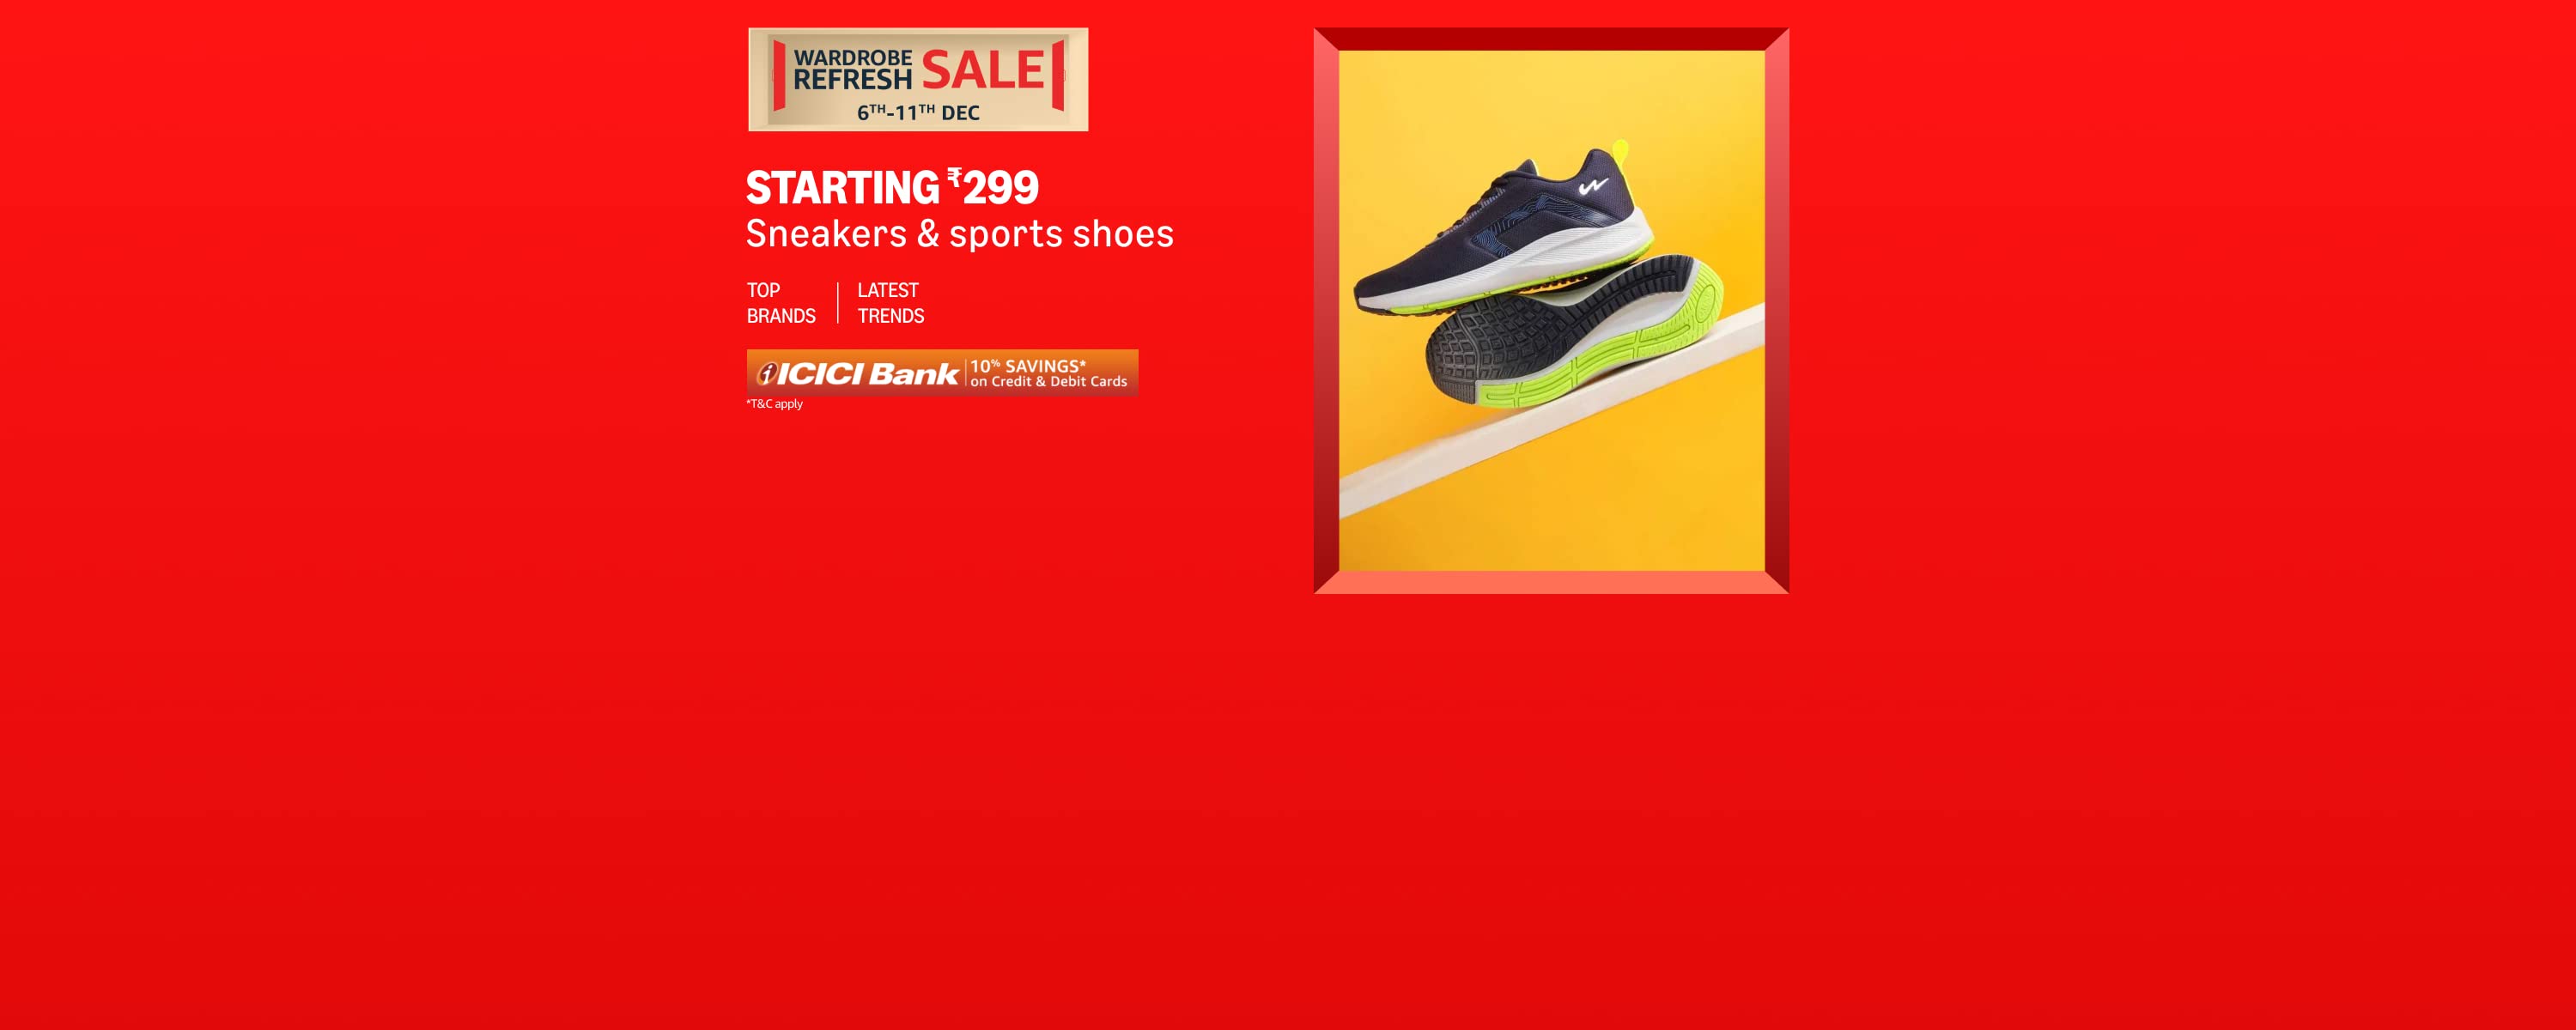 WARDROBE
REFRESH SALE
6TH-11TH DEC
STARTING ₹299
Sneakers & sports shoes
TOP
BRANDS
LATEST
TRENDS
ICICI Bank
10% SAVINGS*
on Credit & Debit Cards
*T&C apply